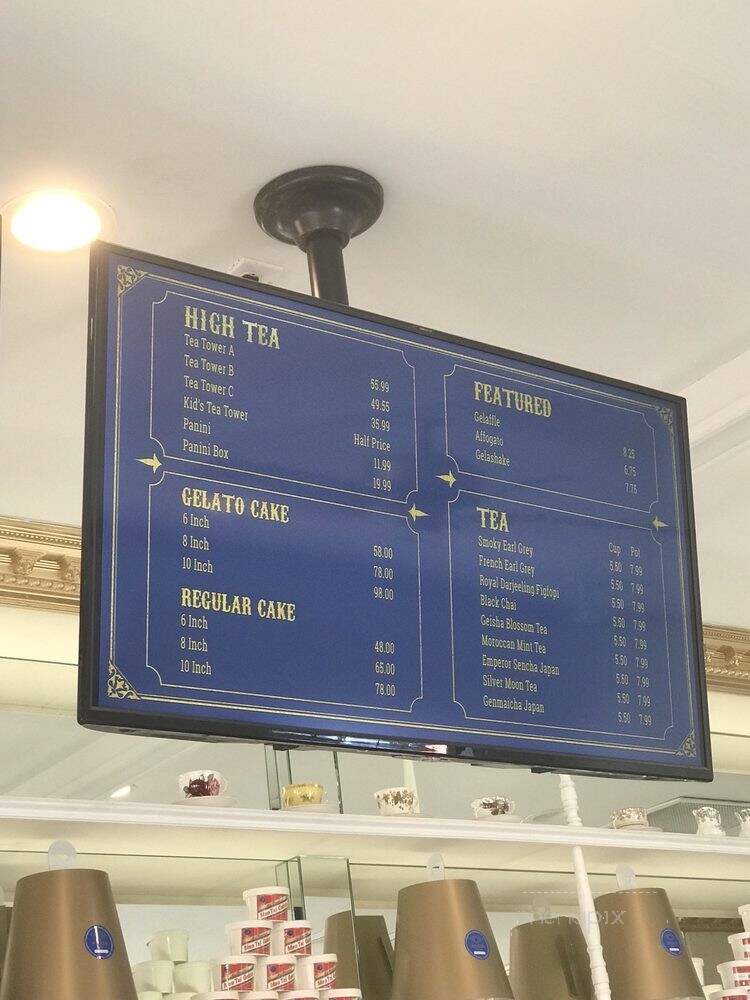 HIGH TEA
Tea Tower A 55.99
Tea Tower B 49.55
Tea Tower C 35.99
Kid's Tea Tower Half Price
Panini 11.99
Panini Box 19.99
GELATO CAKE
6 Inch 58.00
8 Inch 78.00
10 Inch 98.00
REGULAR CAKE
6 Inch 48.00
8 Inch 65.00
10 Inch 78.00
FEATURED
Gelaffle 8.25
Affogato 6.75
Gelashake 7.75
TEA
Cup Pot
Smoky Earl Grey 5.50 7.99
French Earl Grey 5.50 7.99
Royal Darjeeling Figfopi 5.50 7.99
Black Chai 5.50 7.99
Geisha Blossom Tea 5.50 7.99
Moroccan Mint Tea 5.50 7.99
Emperor Sencha Japan 5.50 7.99
Silver Moon Tea 5.50 7.99
Genmaicha Japan 5.50 7.99